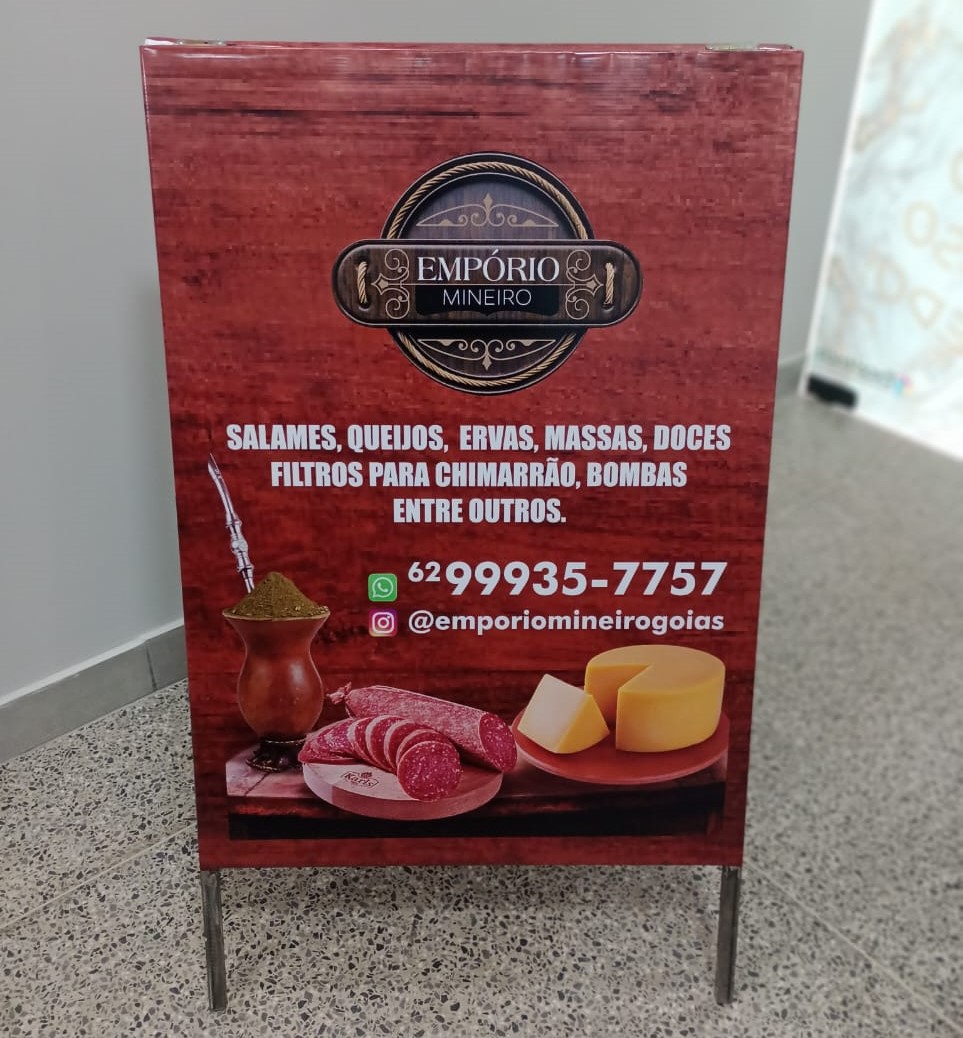 EMPÓRIO
MINEIRO
SALAMES, QUEIJOS, ERVAS, MASSAS, DOCES
FILTROS PARA CHIMARRÃO, BOMBAS
ENTRE OUTROS.
62 99935-7757
@emporiomineirogoias